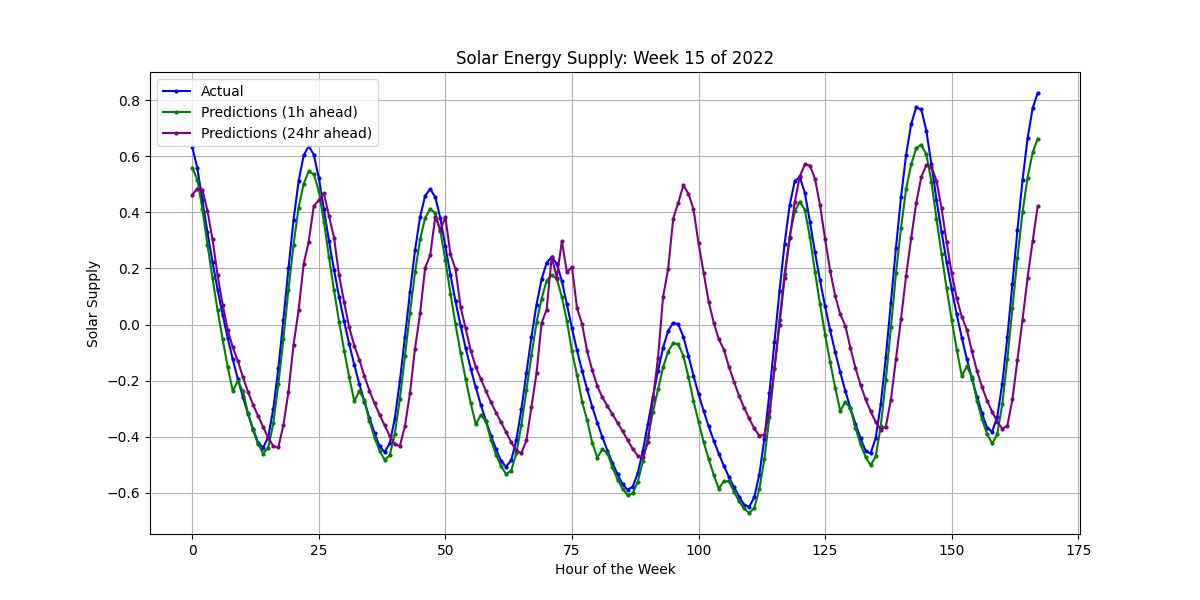 Solar Energy Supply: Week 15 of 2022
Actual
Predictions (1h ahead)
Predictions (24hr ahead)
Solar Supply
0.8
0.6
0.4
0.2
0.0
−0.2
−0.4
−0.6
0 25 50 75 100 125 150 175
Hour of the Week